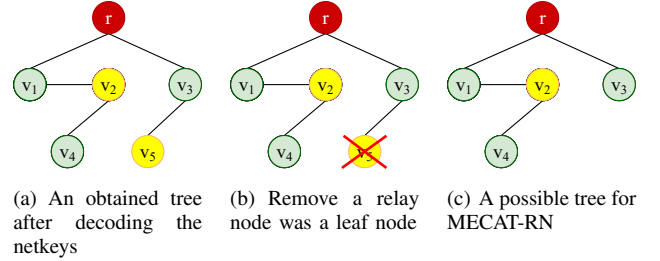 r r r
v1 v2 v3 v1 v2 v3 v1 v2 v3
v4 v5 v4 v5 v4
(a) An obtained tree
after decoding the
netkeys
(b) Remove a relay
node was a leaf node
(c) A possible tree for
MECAT-RN